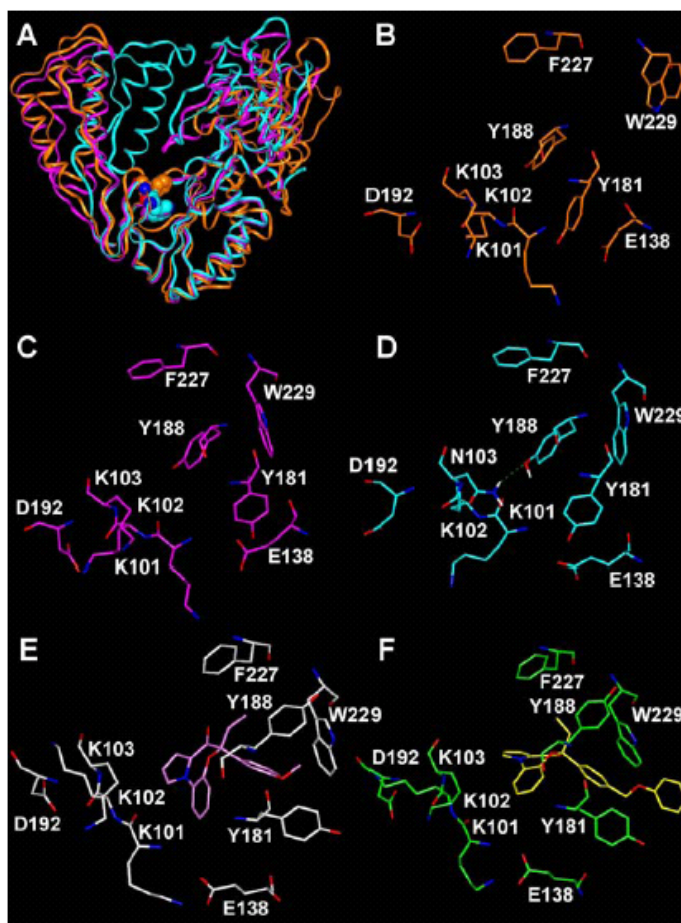 A
B
F227
W229
Y188
K103
K102
Y181
D192
K101
E138
C
D
F227
F227
W229
W229
Y188
Y188
K103
N103
D192
K102
Y181
D192
K101
Y181
D192
K101
E138
K102
E138
E
F
F227
F227
Y188
Y188
W229
W229
K103
D192
K103
D192
K102
K102
K101
Y181
K101
Y181
E138
E138